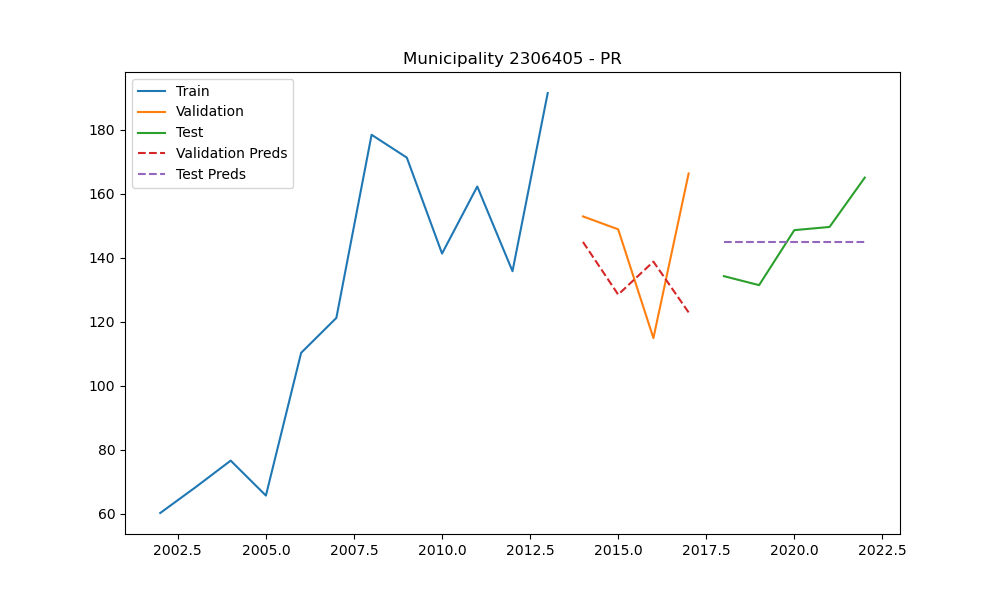 Municipality 2306405 - PR
Train
Validation
Test
Validation Preds
Test Preds
180
160
140
120
100
80
60
2002.5 2005.0 2007.5 2010.0 2012.5 2015.0 2017.5 2020.0 2022.5